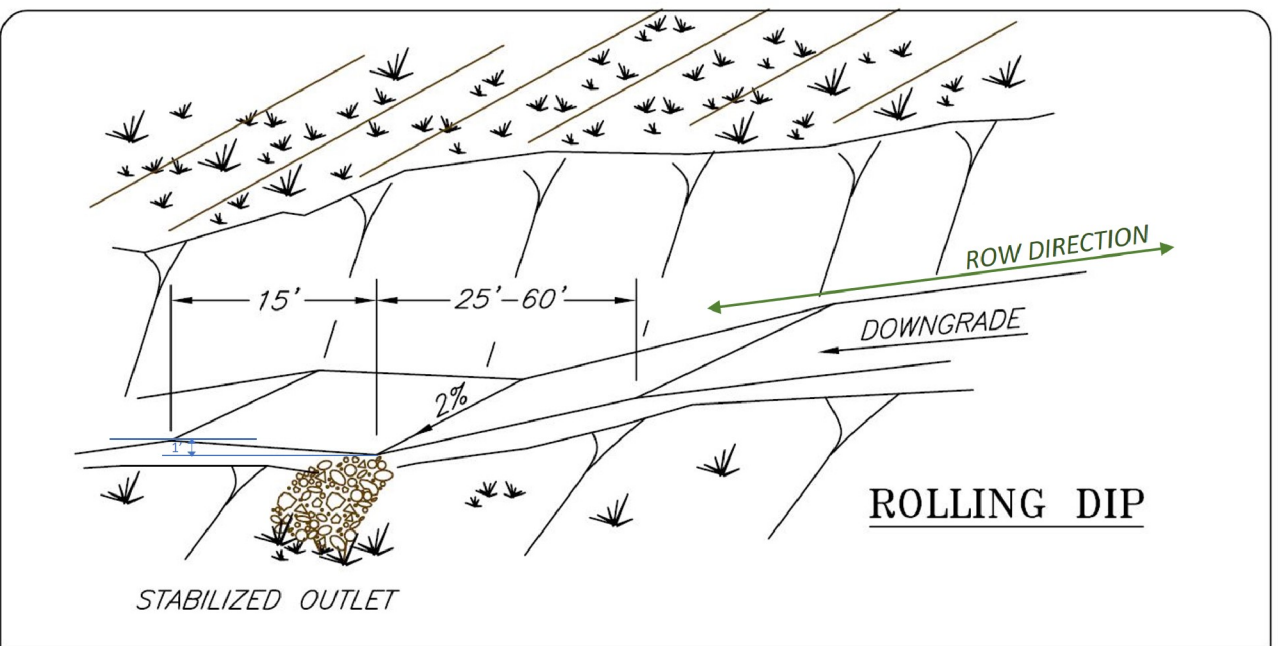 ROW DIRECTION
15'
25'-60'
DOWNGRADE
2%
1'
ROLLING DIP
STABILIZED OUTLET